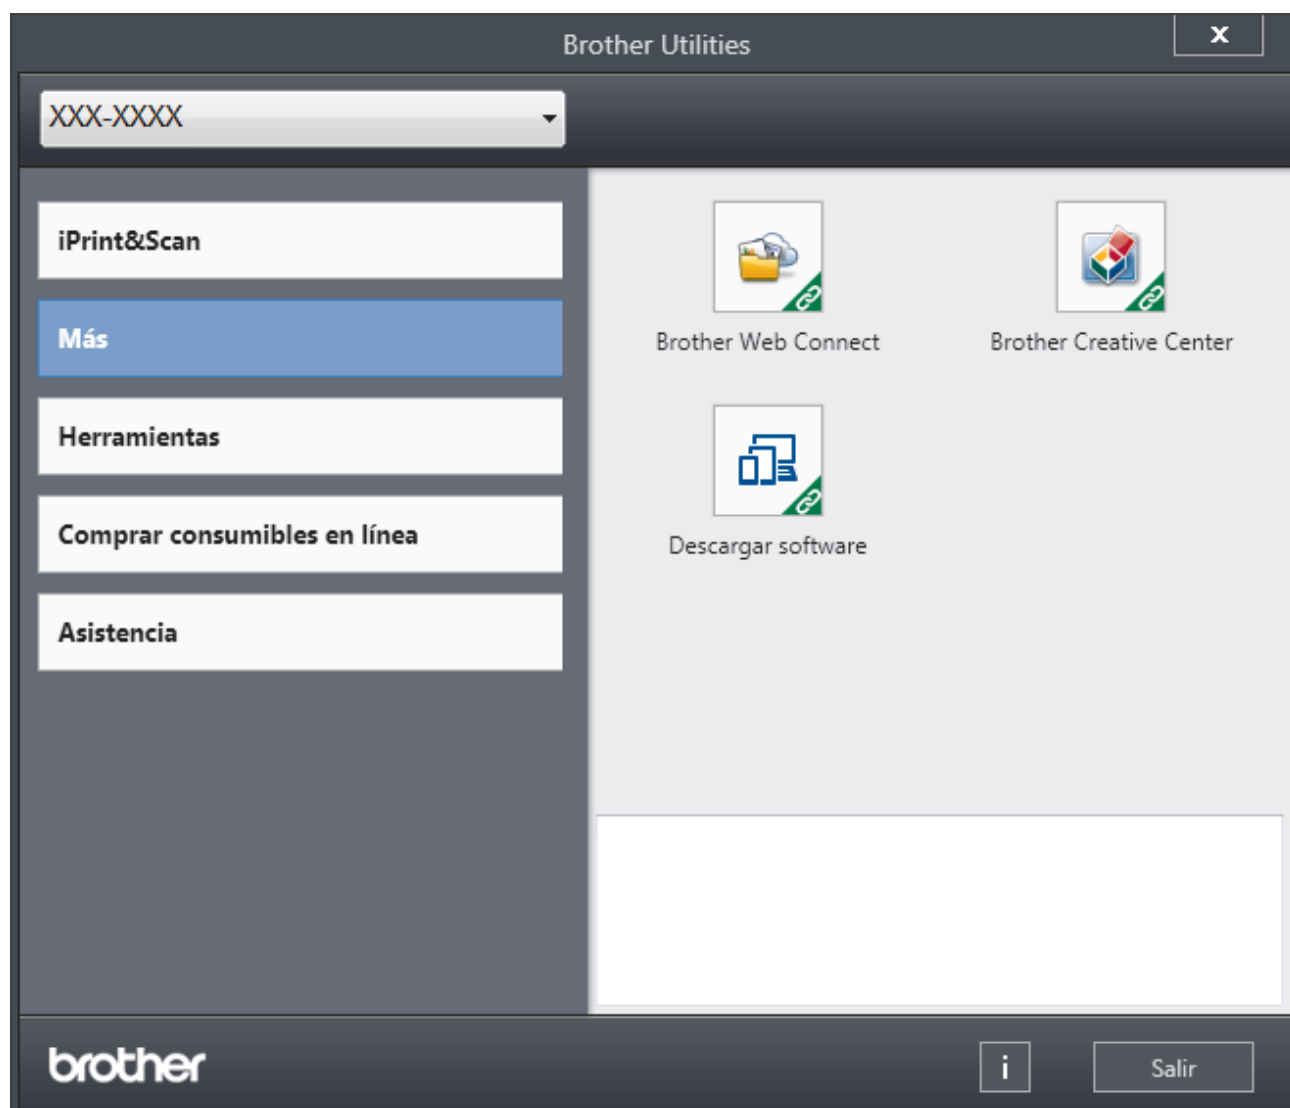 Brother Utilities
x
XXX-XXXX
iPrint&Scan
Más
Herramientas
Comprar consumibles en línea
Asistencia
Brother Web Connect
Brother Creative Center
Descargar software
brother
i
Salir